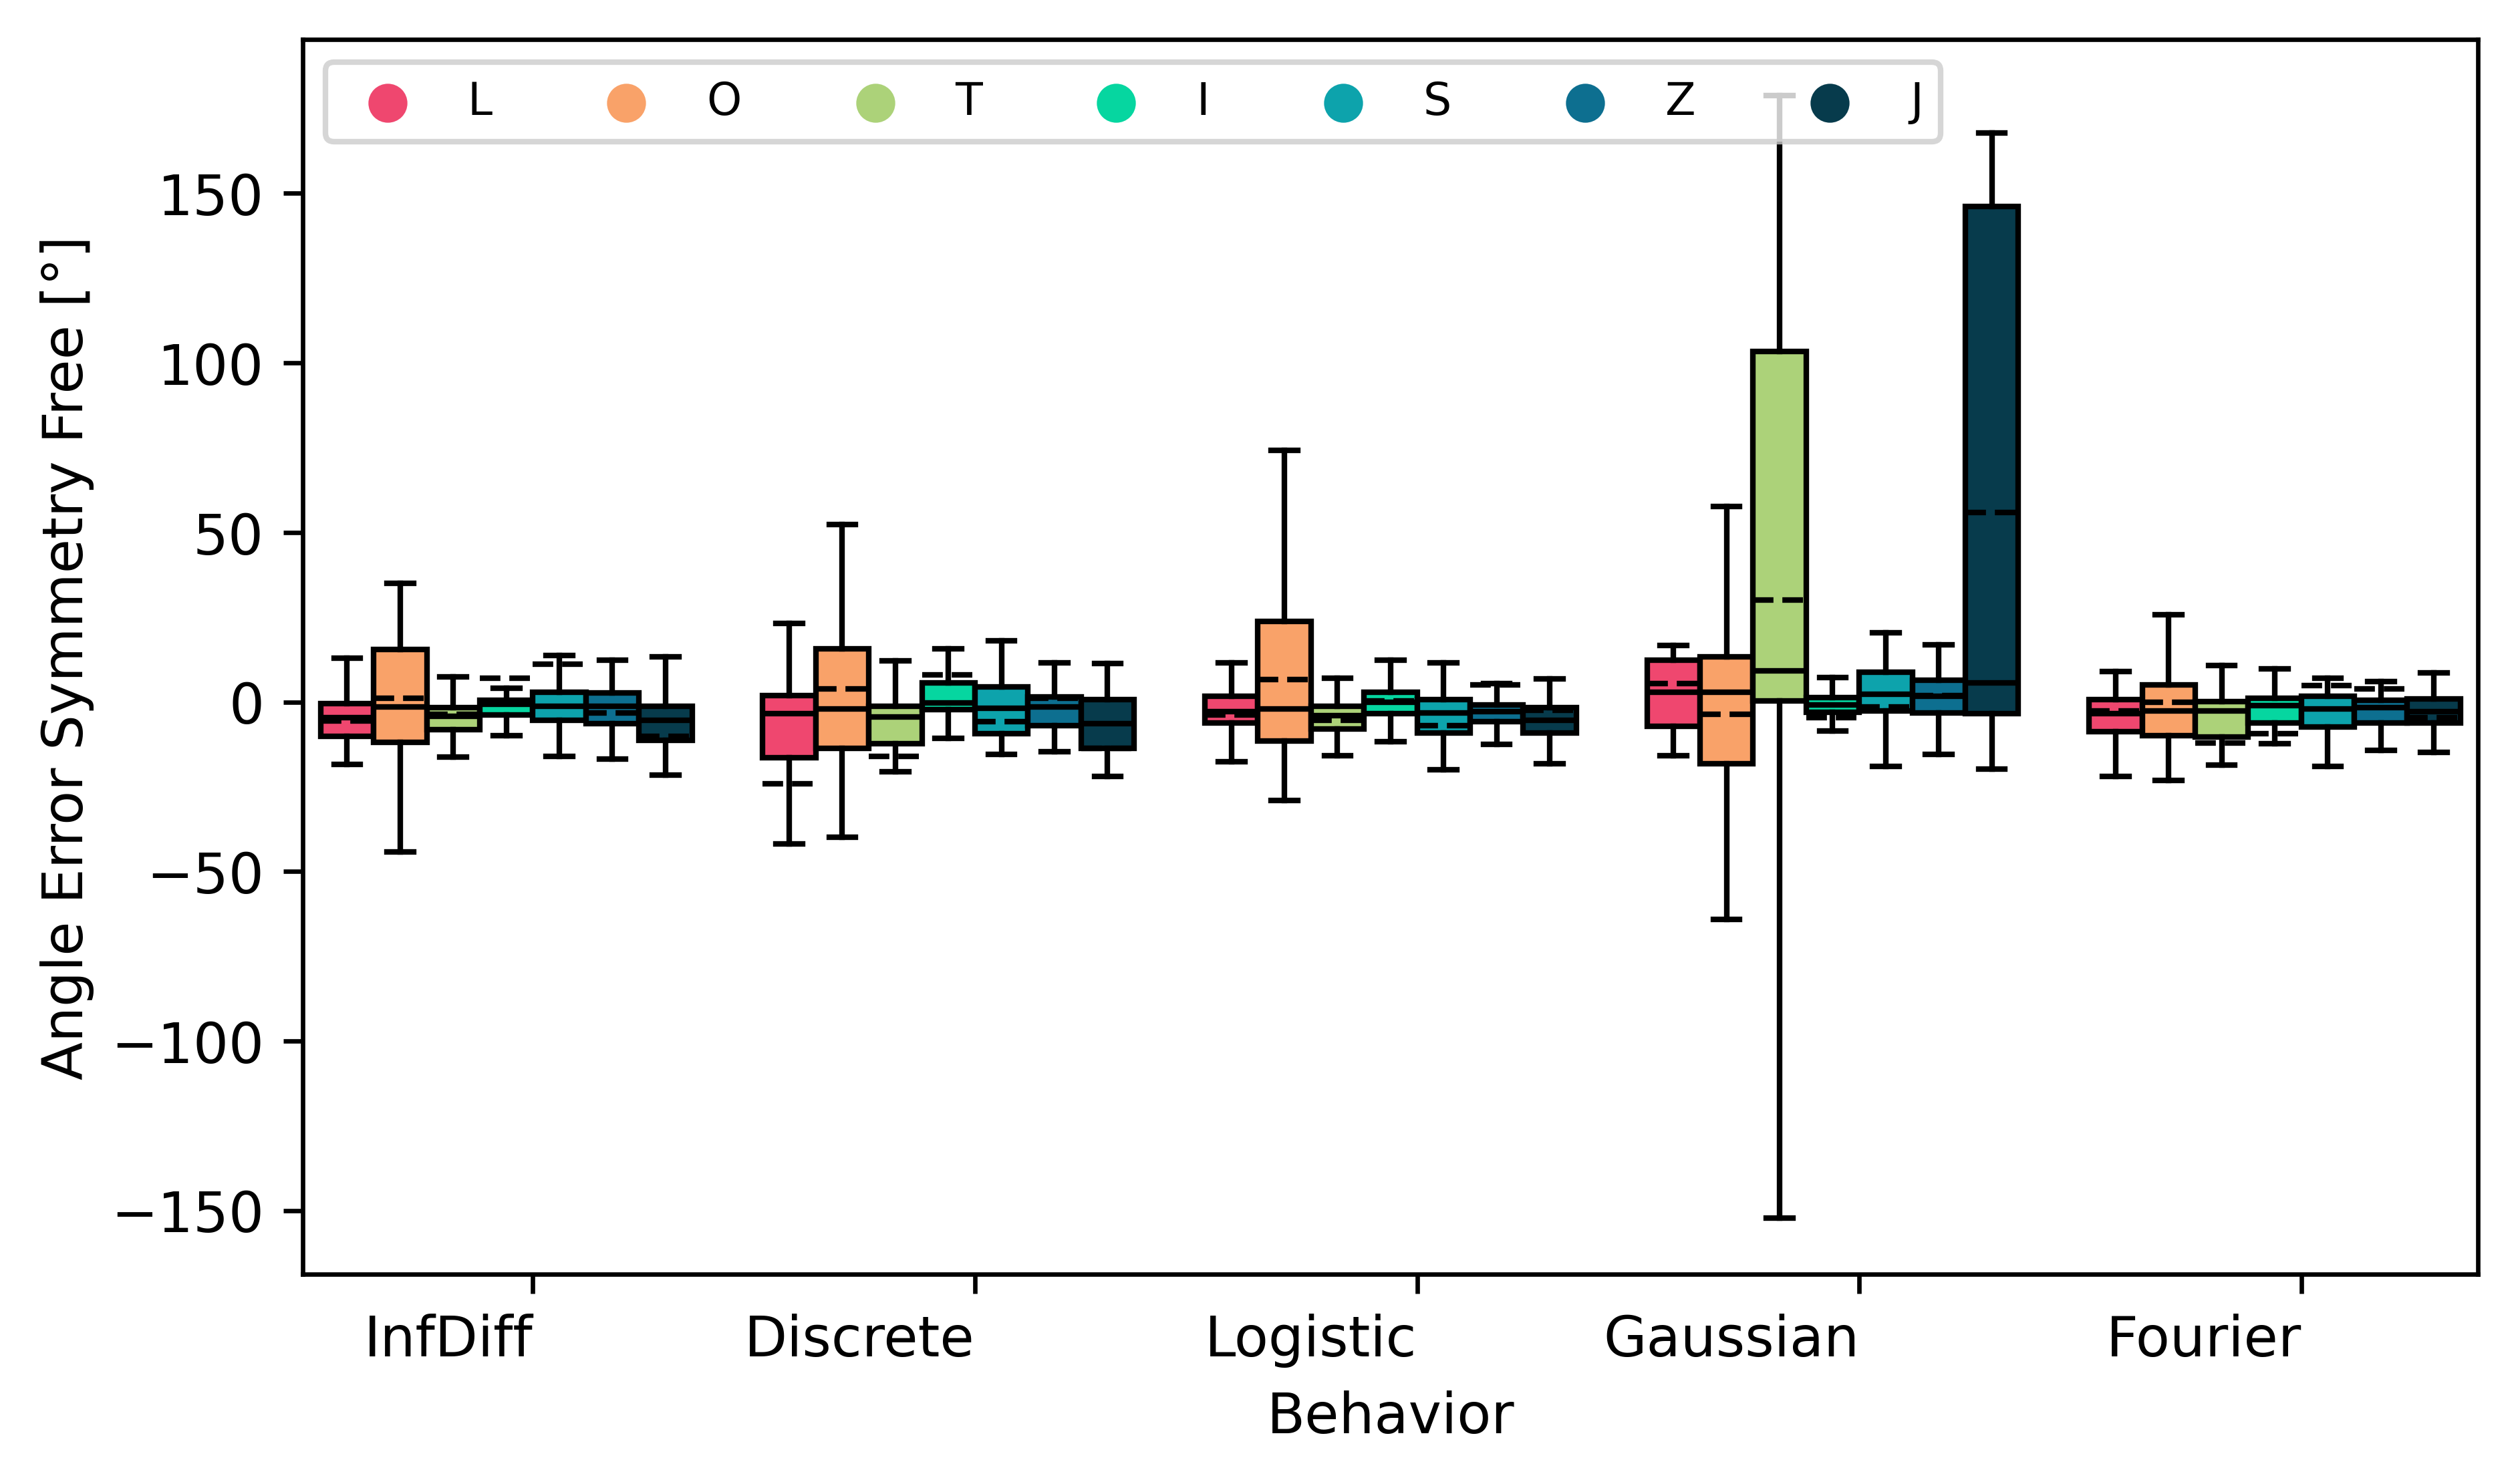 L O T I S Z J
150
100
50
0
−50
−100
−150
Angle Error Symmetry Free [°]
InfDiff Discrete Logistic Gaussian Fourier
Behavior